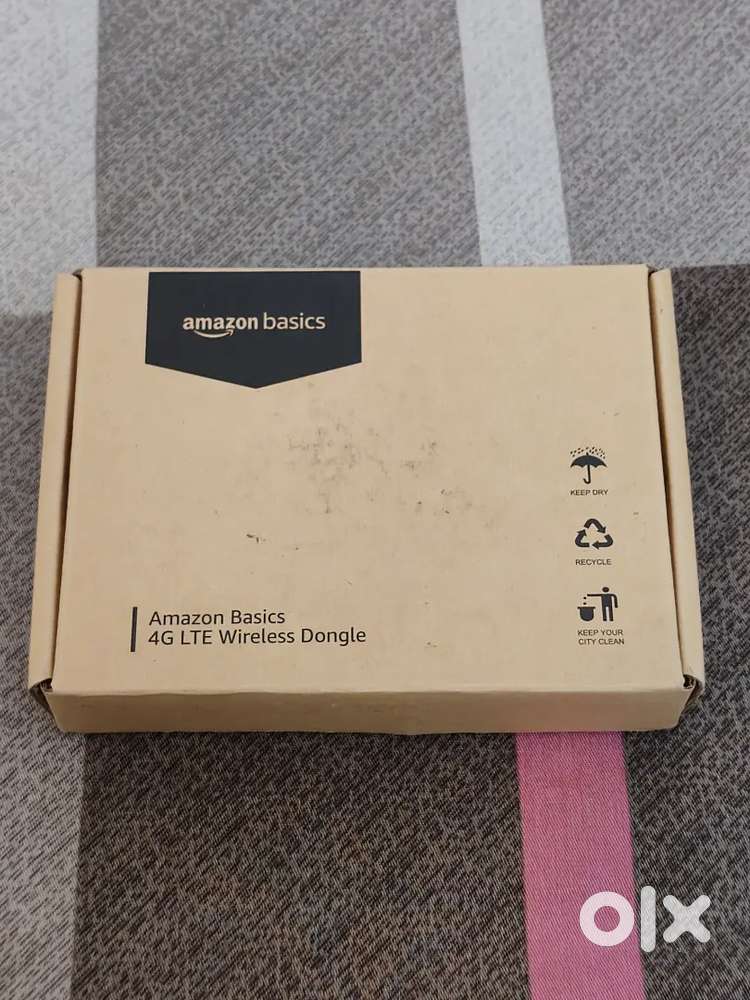 amazon basics
KEEP DRY
RECYCLE
KEEP YOUR
CITY CLEAN
Amazon Basics
4G LTE Wireless Dongle
olx